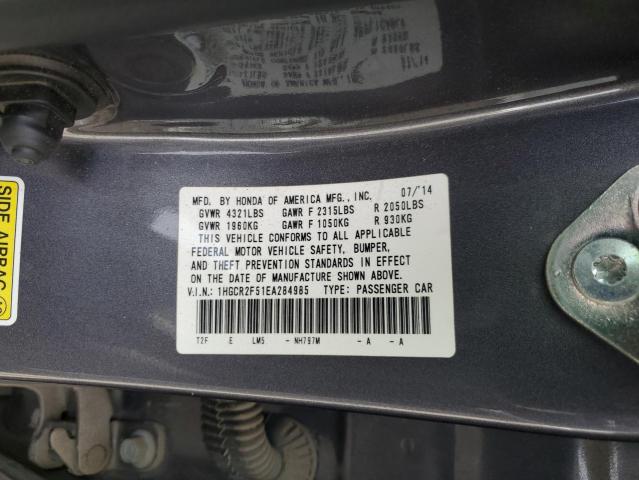 MFD. BY HONDA OF AMERICA MFG., INC. 07/'14
GVWR 4321LBS GAWR F 2315LBS R 2050LBS
GVWR 1960KG GAWR F 1050KG R 930KG
THIS VEHICLE CONFORMS TO ALL APPLICABLE
FEDERAL MOTOR VEHICLE SAFETY, BUMPER,
AND THEFT PREVENTION STANDARDS IN EFFECT
ON THE DATE OF MANUFACTURE SHOWN ABOVE.
V.I.N.: 1HGCR2F51EA284985 TYPE: PASSENGER CAR
T2F E LM5 - NH797M - A - A
SIDE AIRBAG